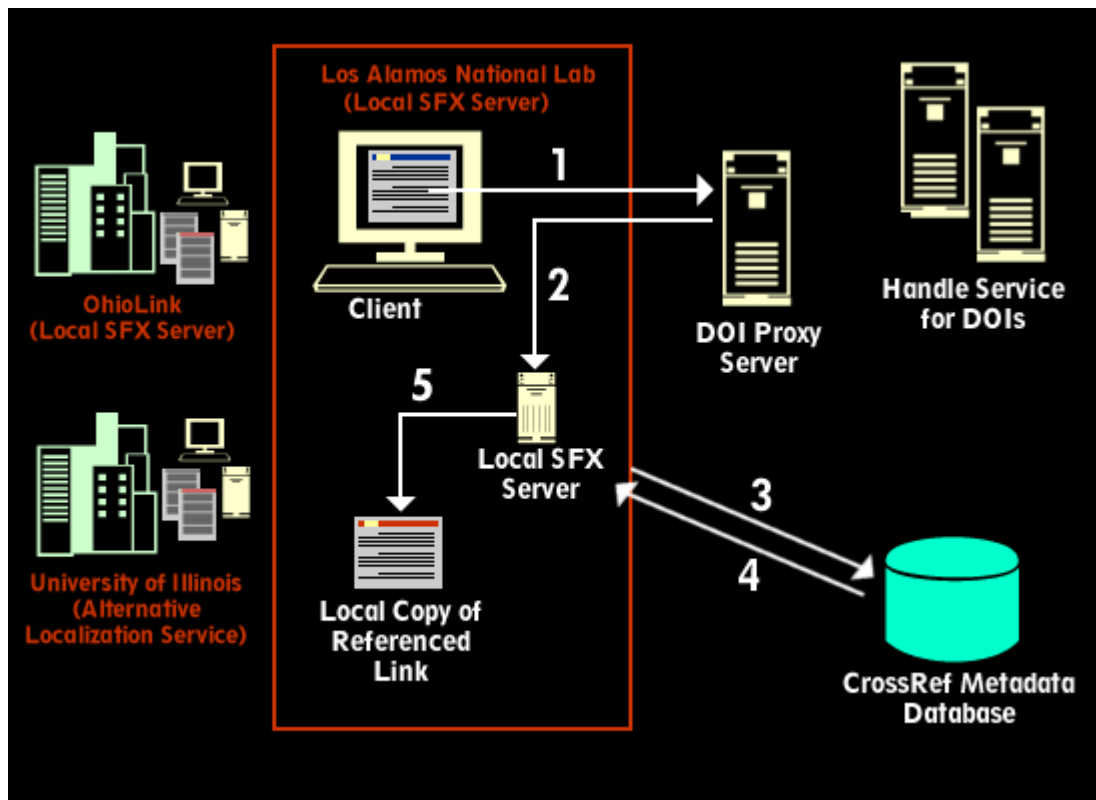 Los Alamos National Lab
(Local SFX Server)
1
2
Client
DOI Proxy
Server
Handle Service
for DOIs
OhioLink
(Local SFX Server)
5
Local SFX
Server
3
4
Local Copy of
Referenced
Link
University of Illinois
(Alternative
Localization Service)
CrossRef Metadata
Database